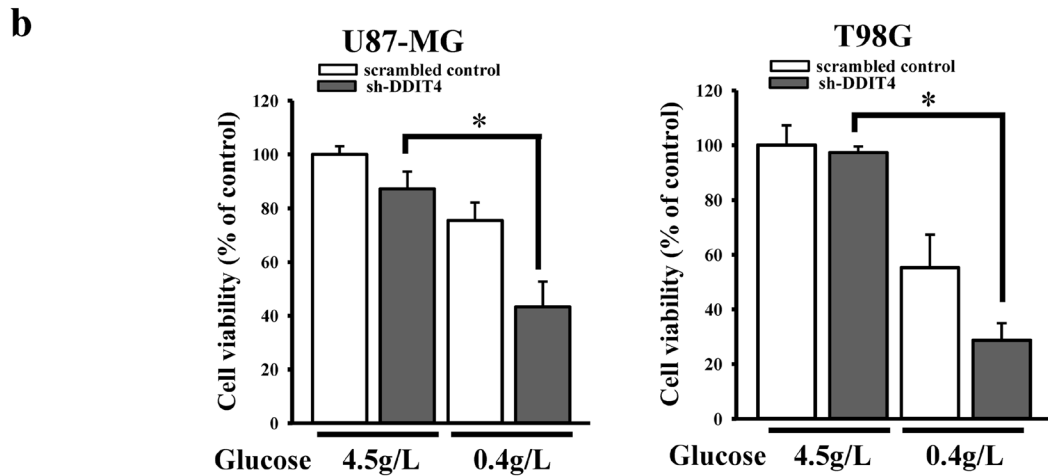 b
U87-MG
scrambled control
sh-DDIT4
*
120
100
80
60
40
20
0
Cell viability (% of control)
Glucose 4.5g/L 0.4g/L
T98G
scrambled control
sh-DDIT4
*
120
100
80
60
40
20
0
Cell viability (% of control)
Glucose 4.5g/L 0.4g/L